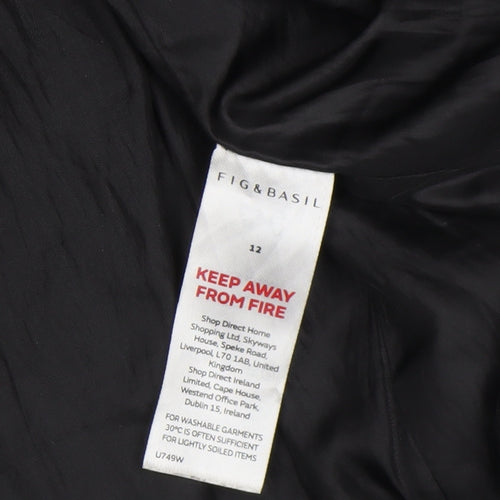 FIG&BASIL
12
KEEP AWAY
FROM FIRE
Shop Direct Home
Shopping Ltd, Skyways
House, Speke Road,
Liverpool, L70 1AB, United
Kingdom
Shop Direct Ireland
Limited, Cape House,
Westend Office Park,
Dublin 15, Ireland
FOR WASHABLE GARMENTS
30°C IS OFTEN SUFFICIENT
FOR LIGHTLY SOILED ITEMS
U749W